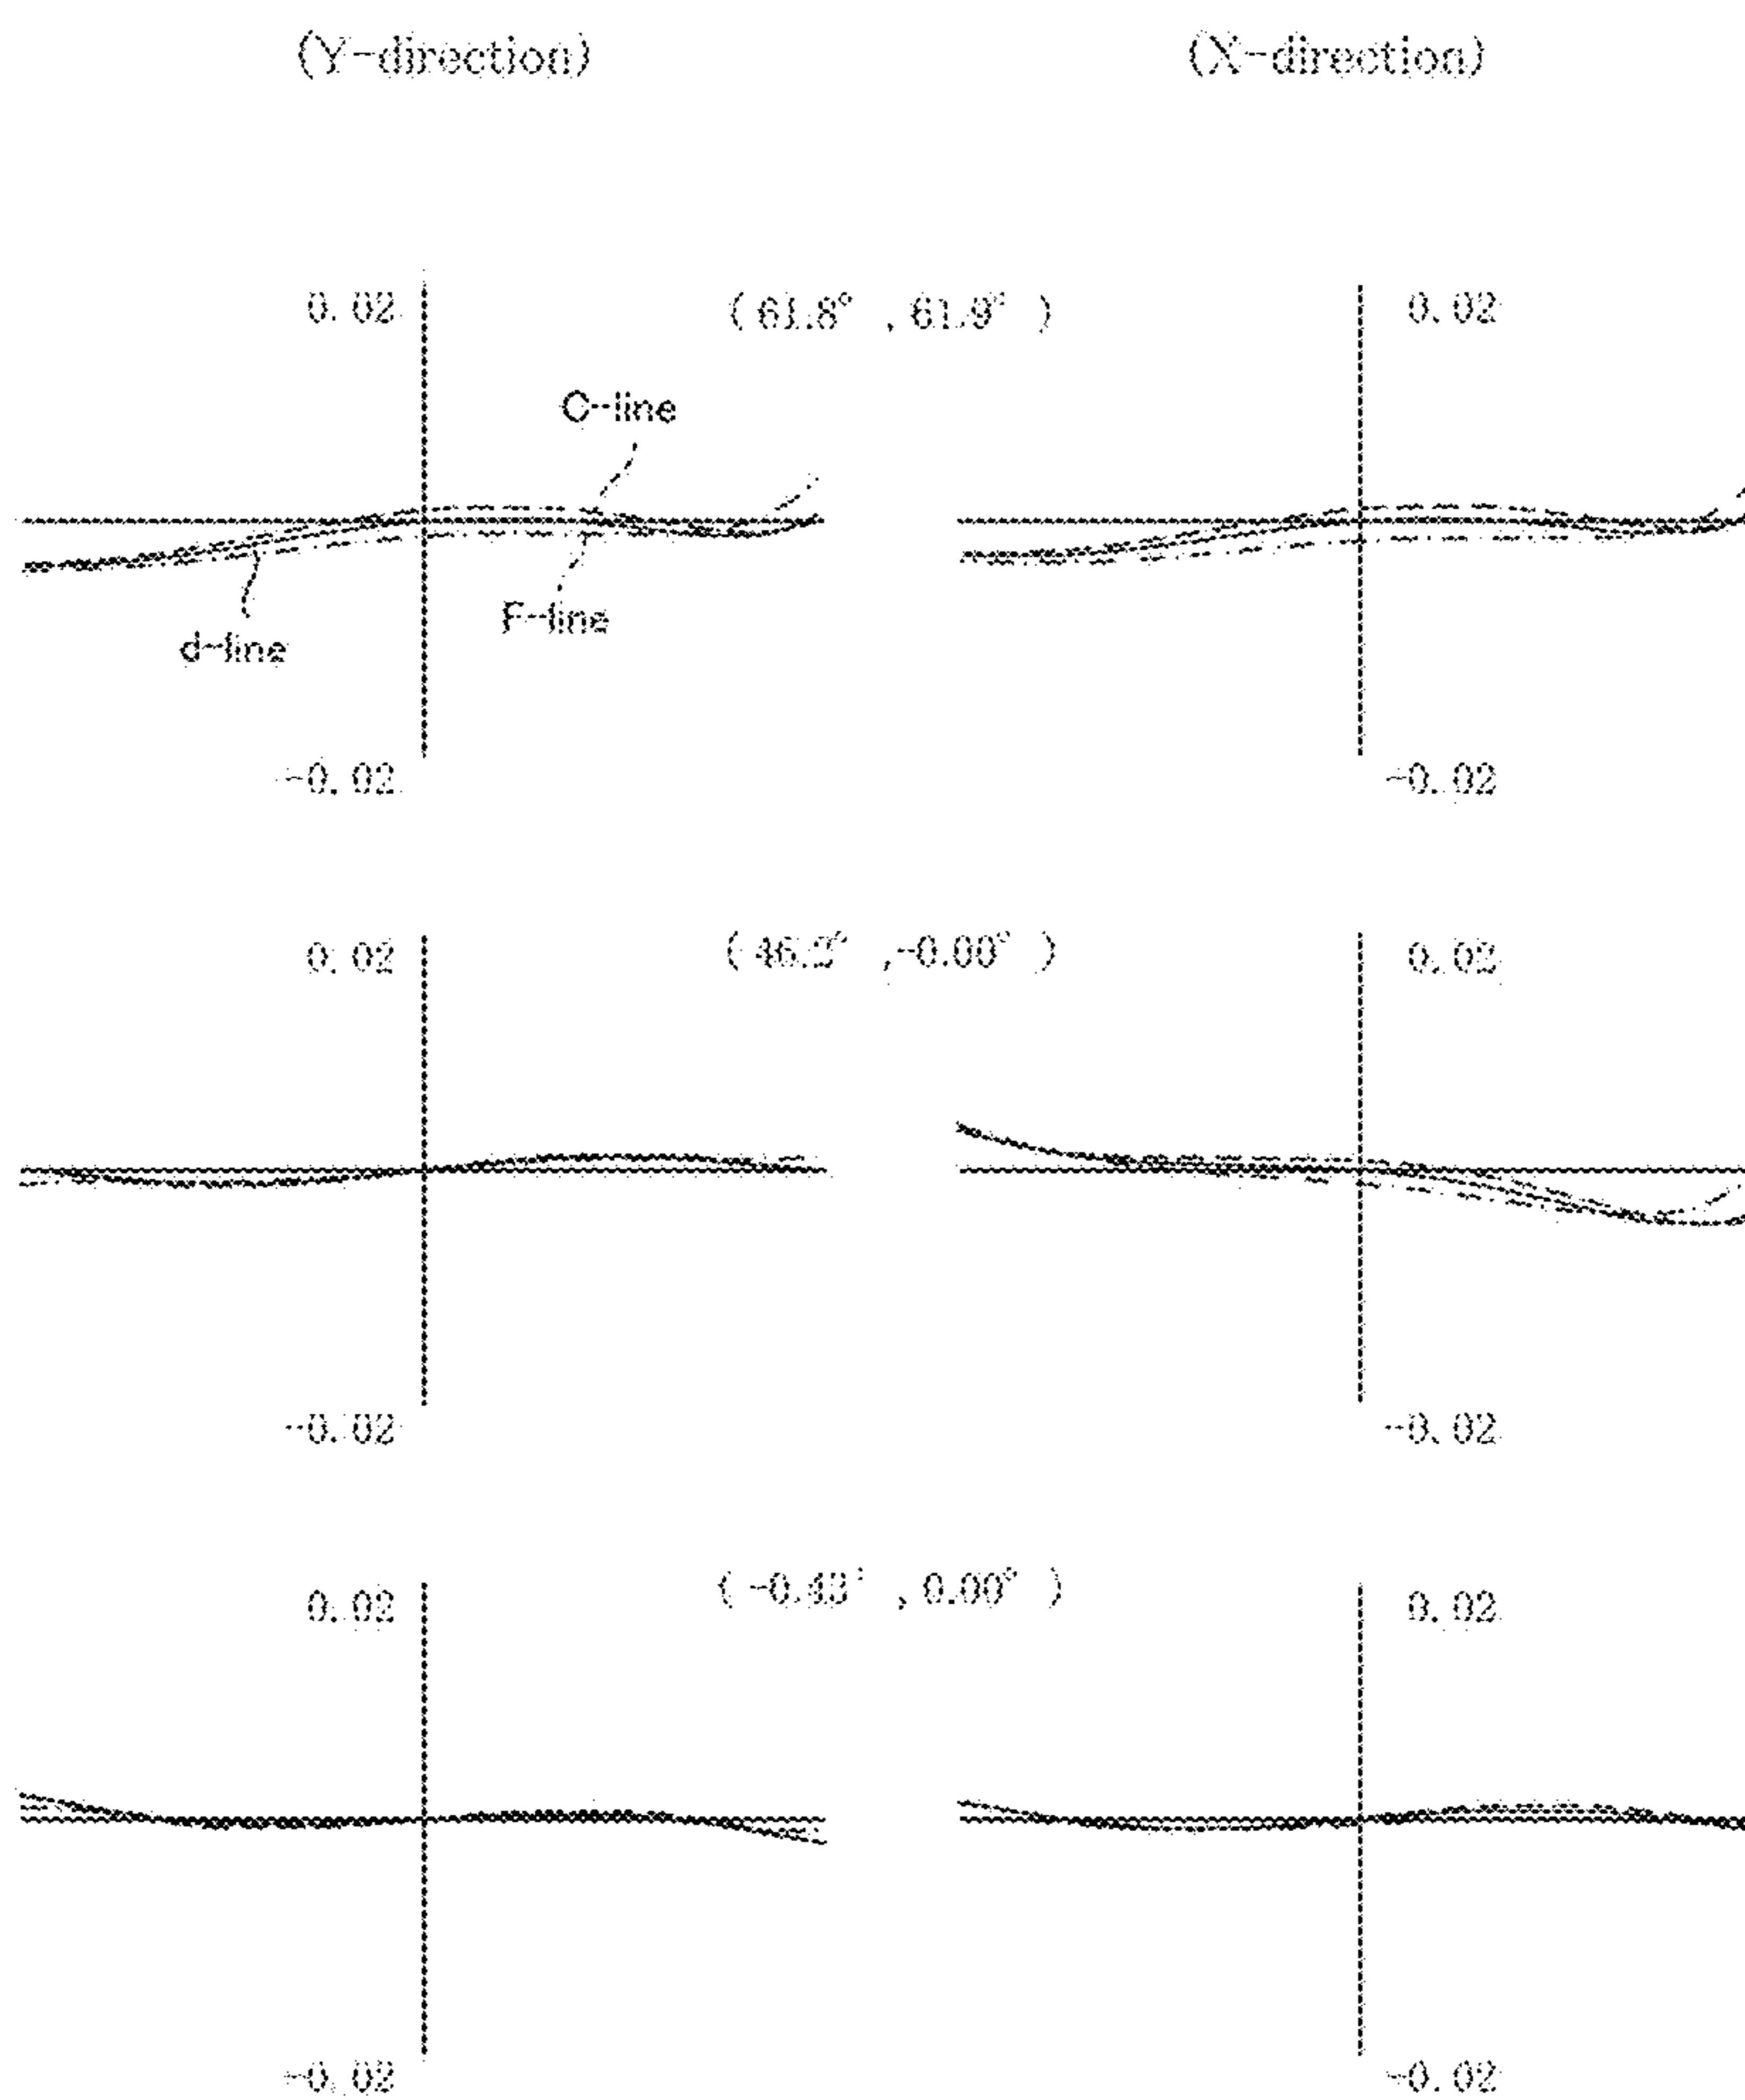 (Y-direction) (X-direction)
0.02 (61.8° , 61.9° ) 0.02
C-line
F-line
d-line
-0.02 -0.02
0.02 (46.2° ,-0.00° ) 0.02
-0.02 -0.02
0.02 (-0.43° , 0.00° ) 0.02
-0.02 -0.02